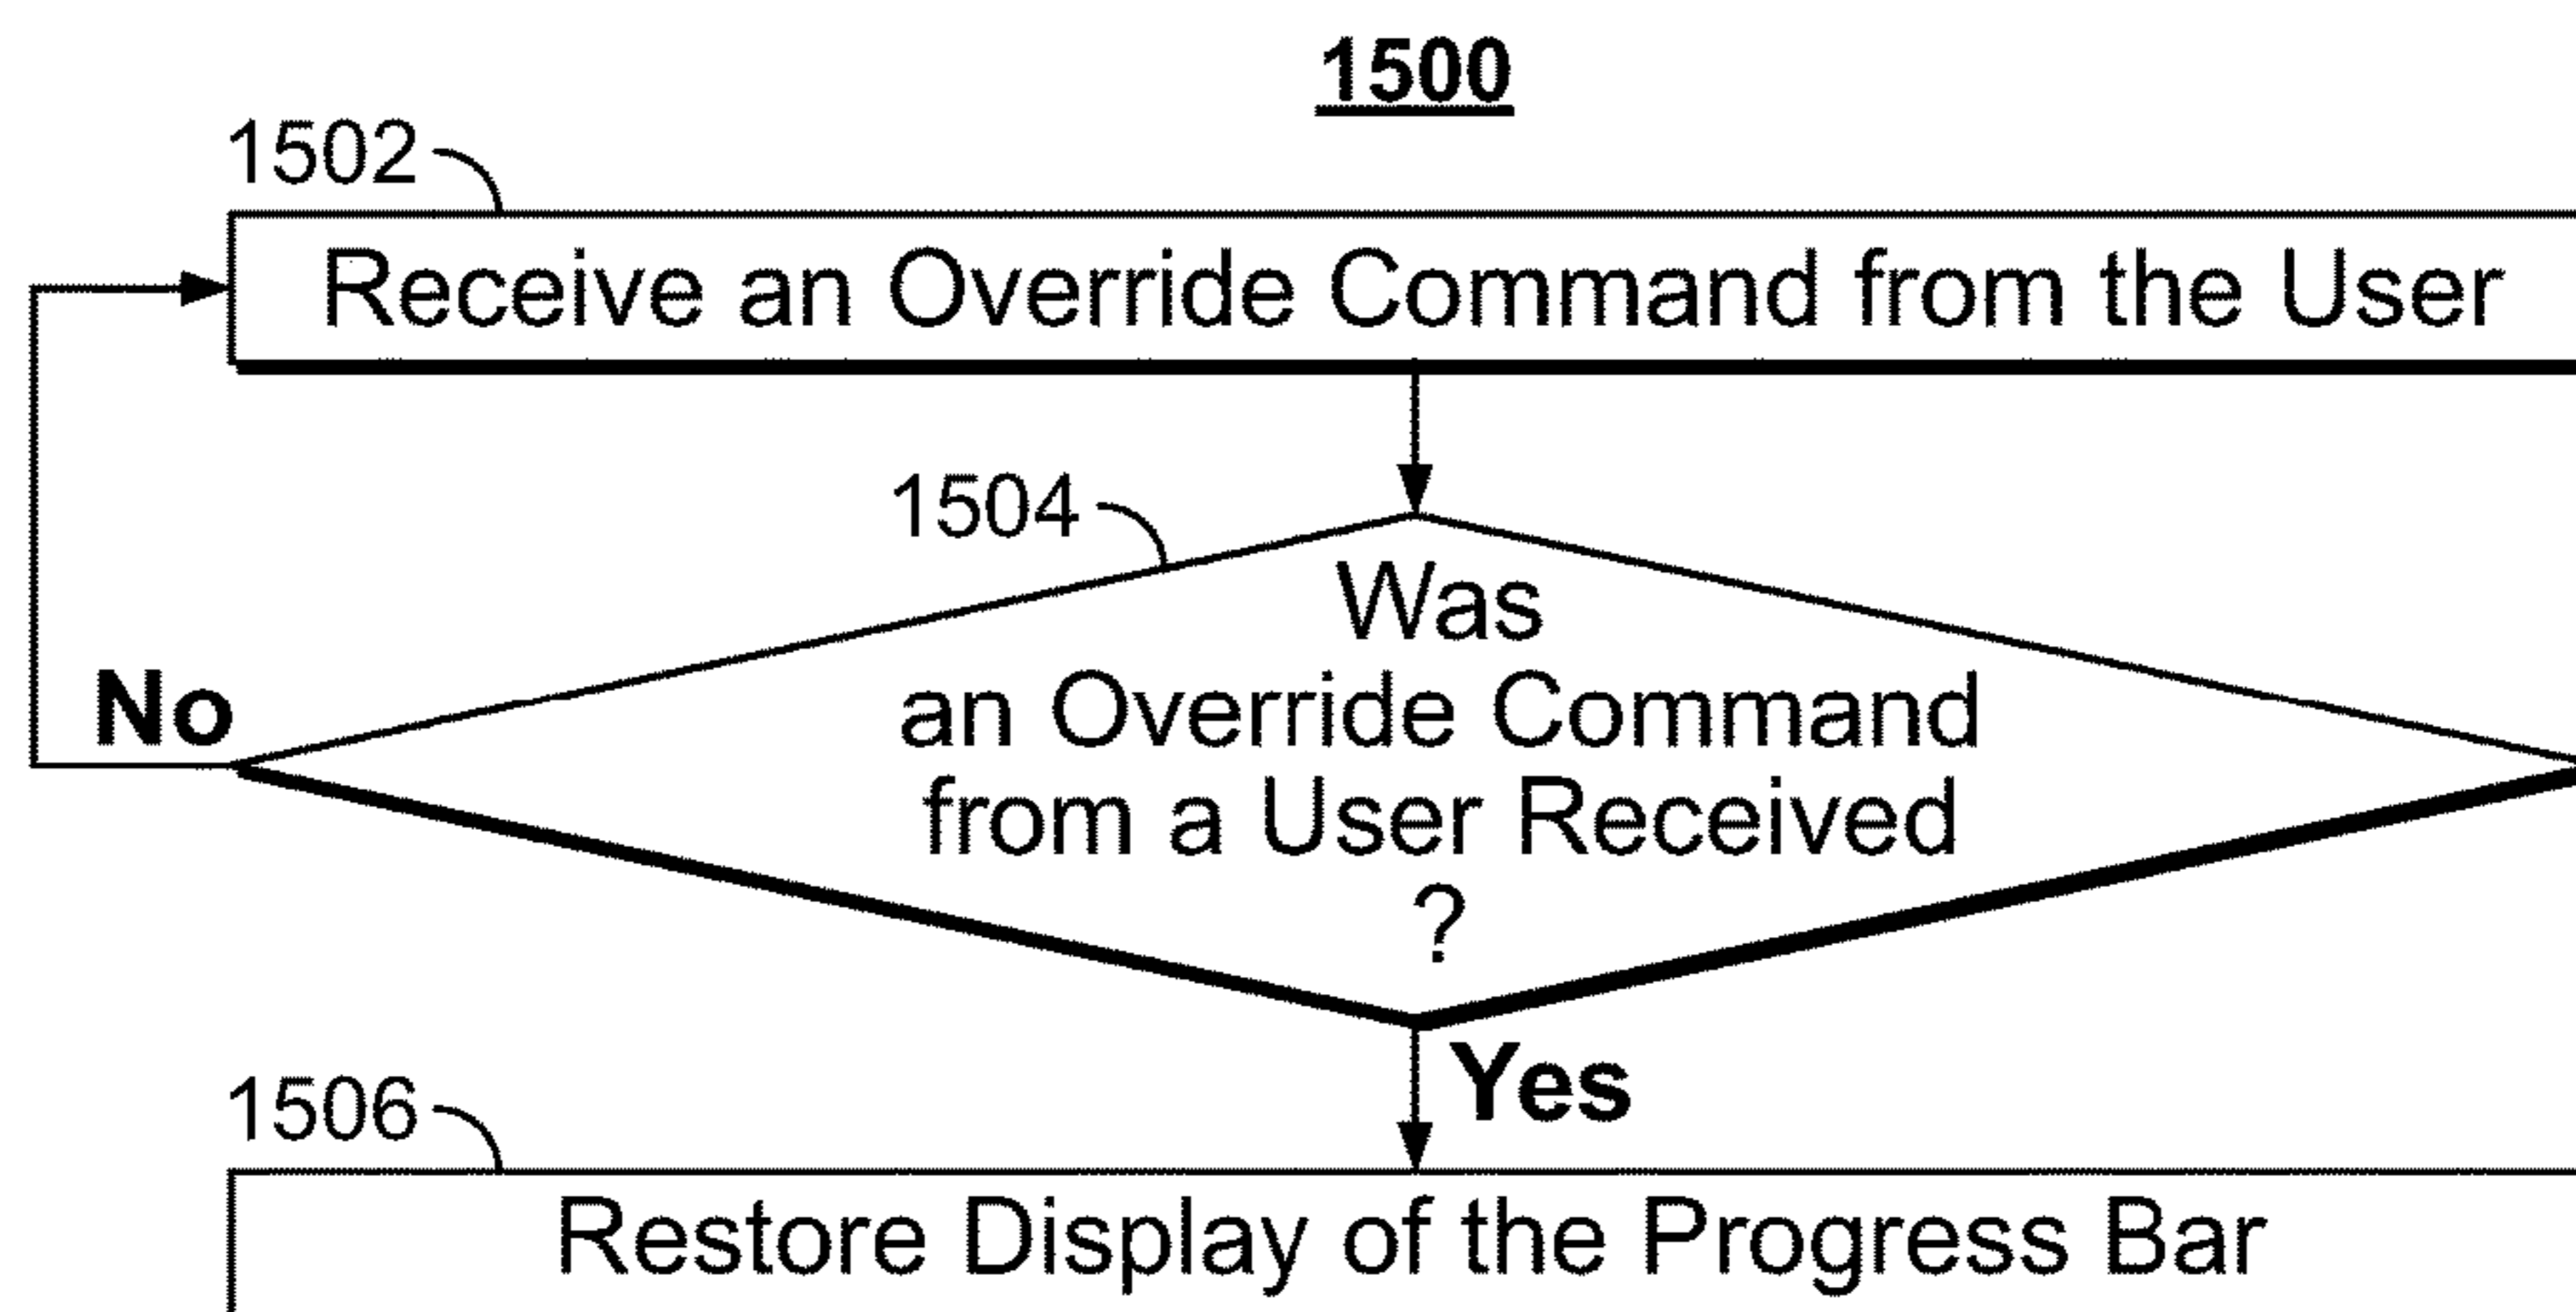 1500
1502
Receive an Override Command from the User
1504
Was
an Override Command
from a User Received
?
No
Yes
1506
Restore Display of the Progress Bar